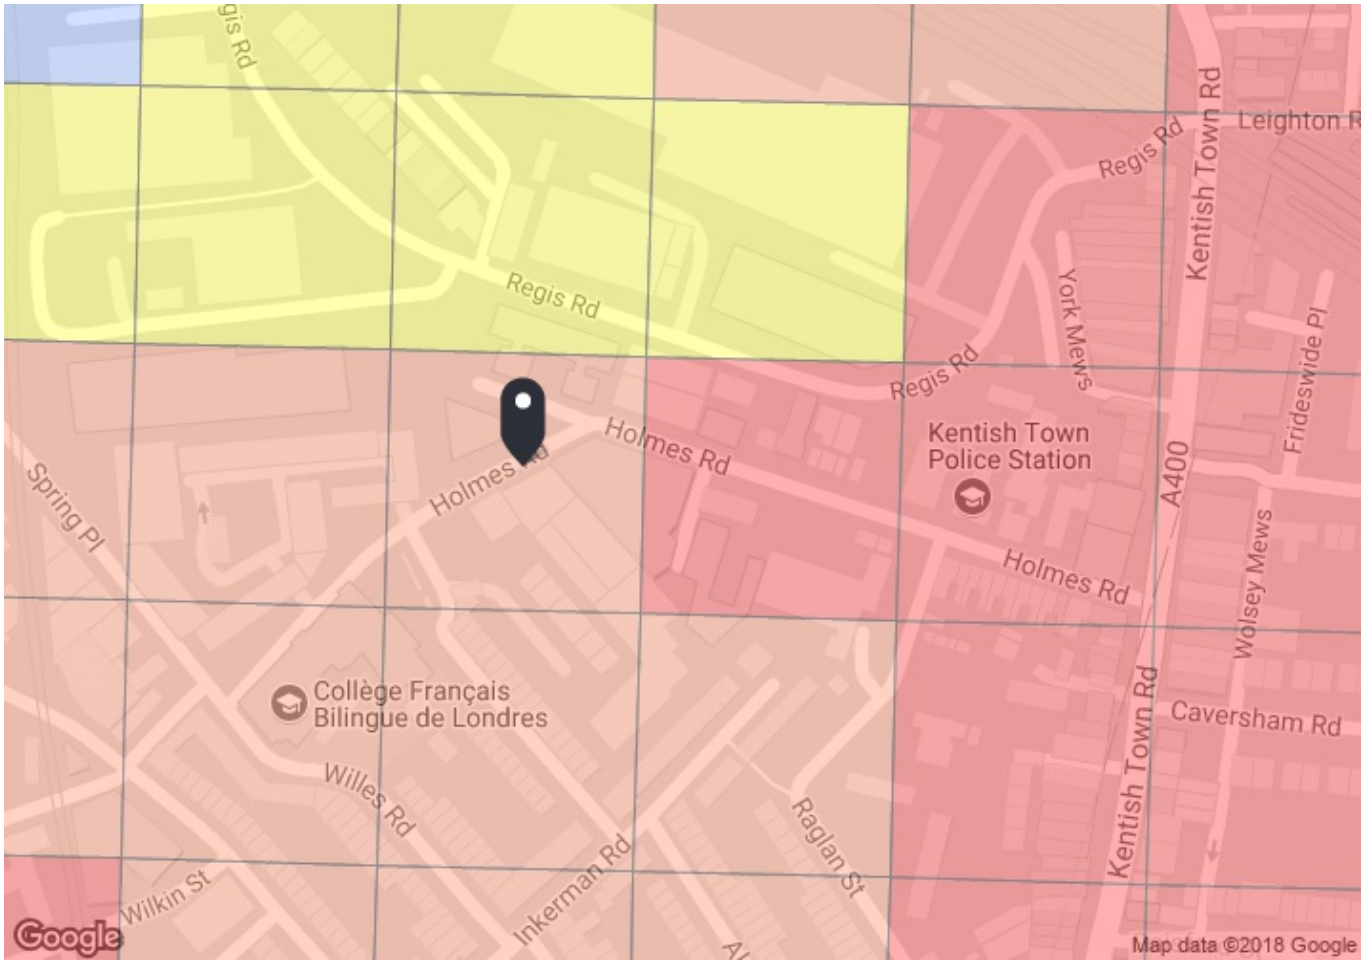 gis Rd
Kentish Town Rd
Leighton R
Regis Rd
Regis Rd
York Mews
Frideswide Pl
Regis Rd
Holmes Rd
Kentish Town
Police Station
A400
Spring Pl
Holmes Rd
Holmes Rd
Wolsey Mews
Collège Français
Bilingue de Londres
Kentish Town Rd
Caversham Rd
Willes Rd
Raglan St
Inkerman Rd
Wilkin St
Google
Map data ©2018 Google